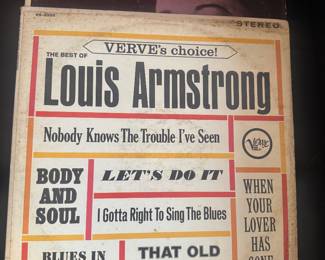 STEREO
VERVE's choice!
THE BEST OF
Louis Armstrong
Nobody Knows The Trouble I've Seen
Verve
BODY
AND
SOUL
LET'S DO IT
I Gotta Right To Sing The Blues
WHEN
YOUR
LOVER
HAS
GONE
BLUES IN
THAT OLD